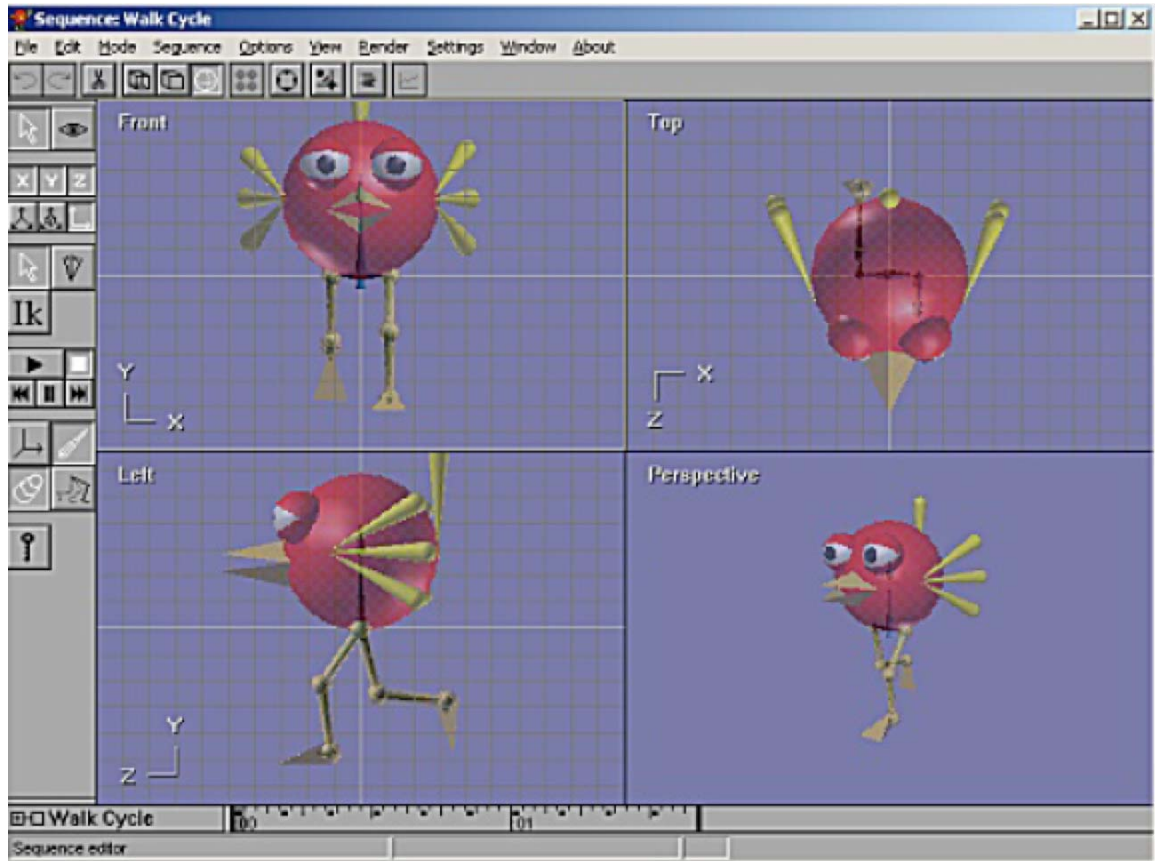 Sequence: Walk Cycle
File Edit Mode Sequence Options View Render Settings Window About
Front
Top
X Y Z
Ik
Y
X
X
Z
Left
Perspective
Y
Z
Walk Cycle
00
01
Sequence editor